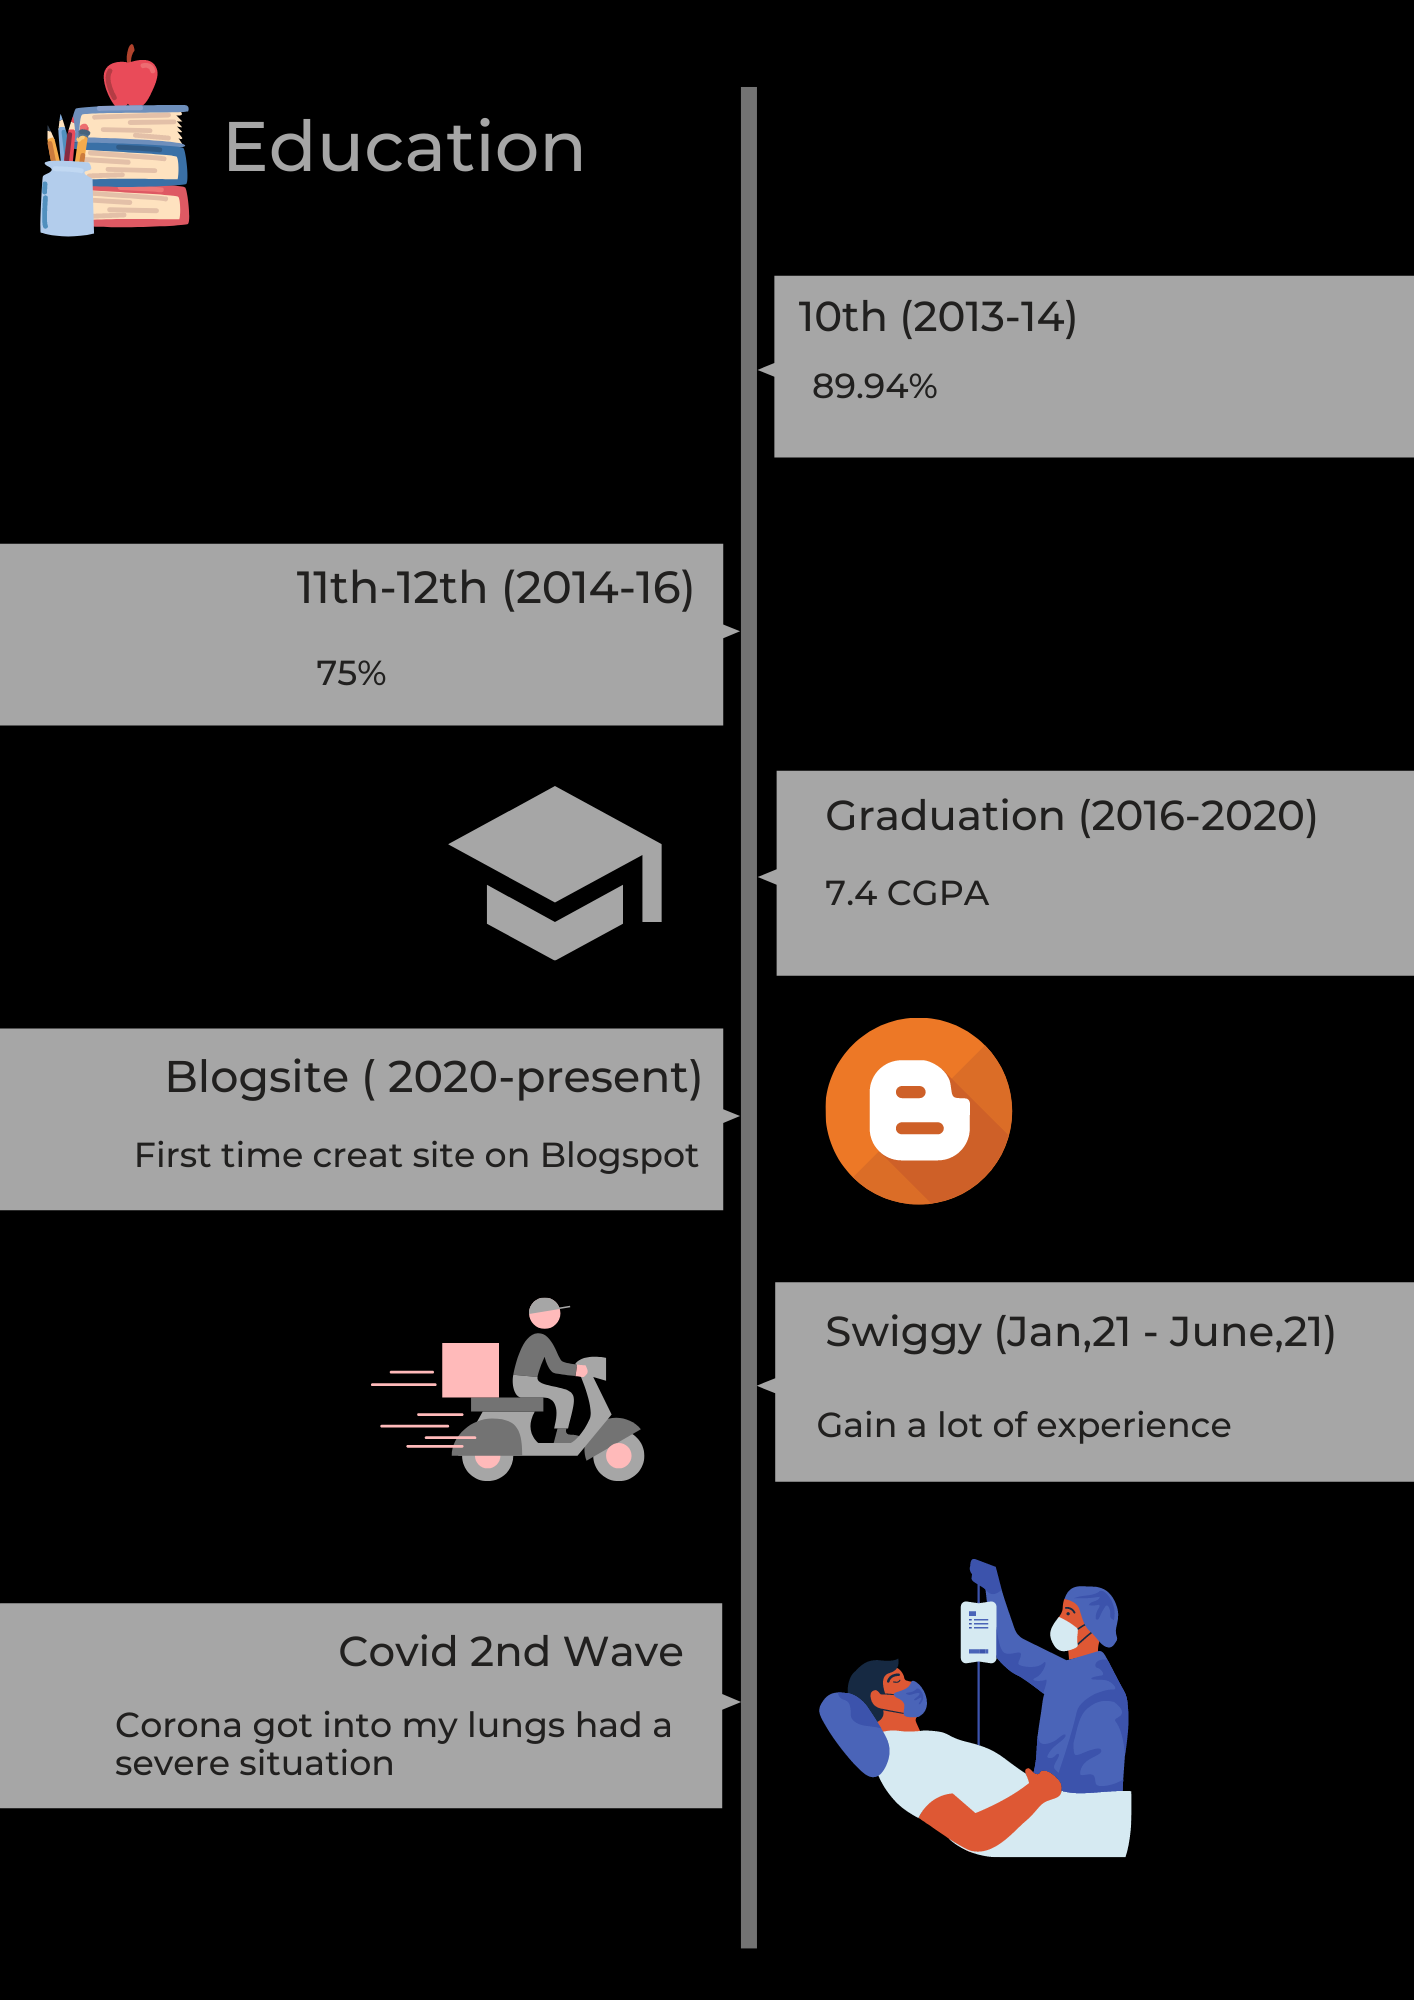 Education
10th (2013-14)
89.94%
11th-12th (2014-16)
75%
Graduation (2016-2020)
7.4 CGPA
Blogsite ( 2020-present)
First time creat site on Blogspot
Swiggy (Jan,21 - June,21)
Gain a lot of experience
Covid 2nd Wave
Corona got into my lungs had a
severe situation